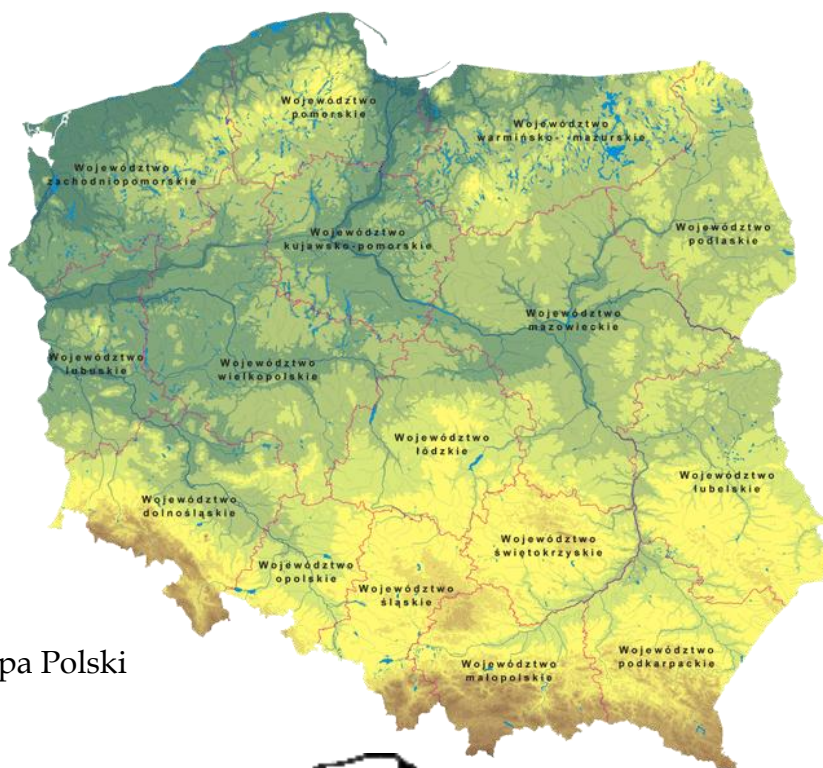 Województwo
pomorskie
Województwo
warmińsko- -mazurskie
Województwo
zachodniopomorskie
Województwo
kujawsko-pomorskie
Województwo
podlaskie
Województwo
mazowieckie
Województwo
lubuskie
Województwo
wielkopolskie
Województwo
łódzkie
Województwo
lubelskie
Województwo
dolnośląskie
Województwo
świętokrzyskie
Województwo
opolskie
Województwo
śląskie
Województwo
małopolskie
Województwo
podkarpackie
pa Polski